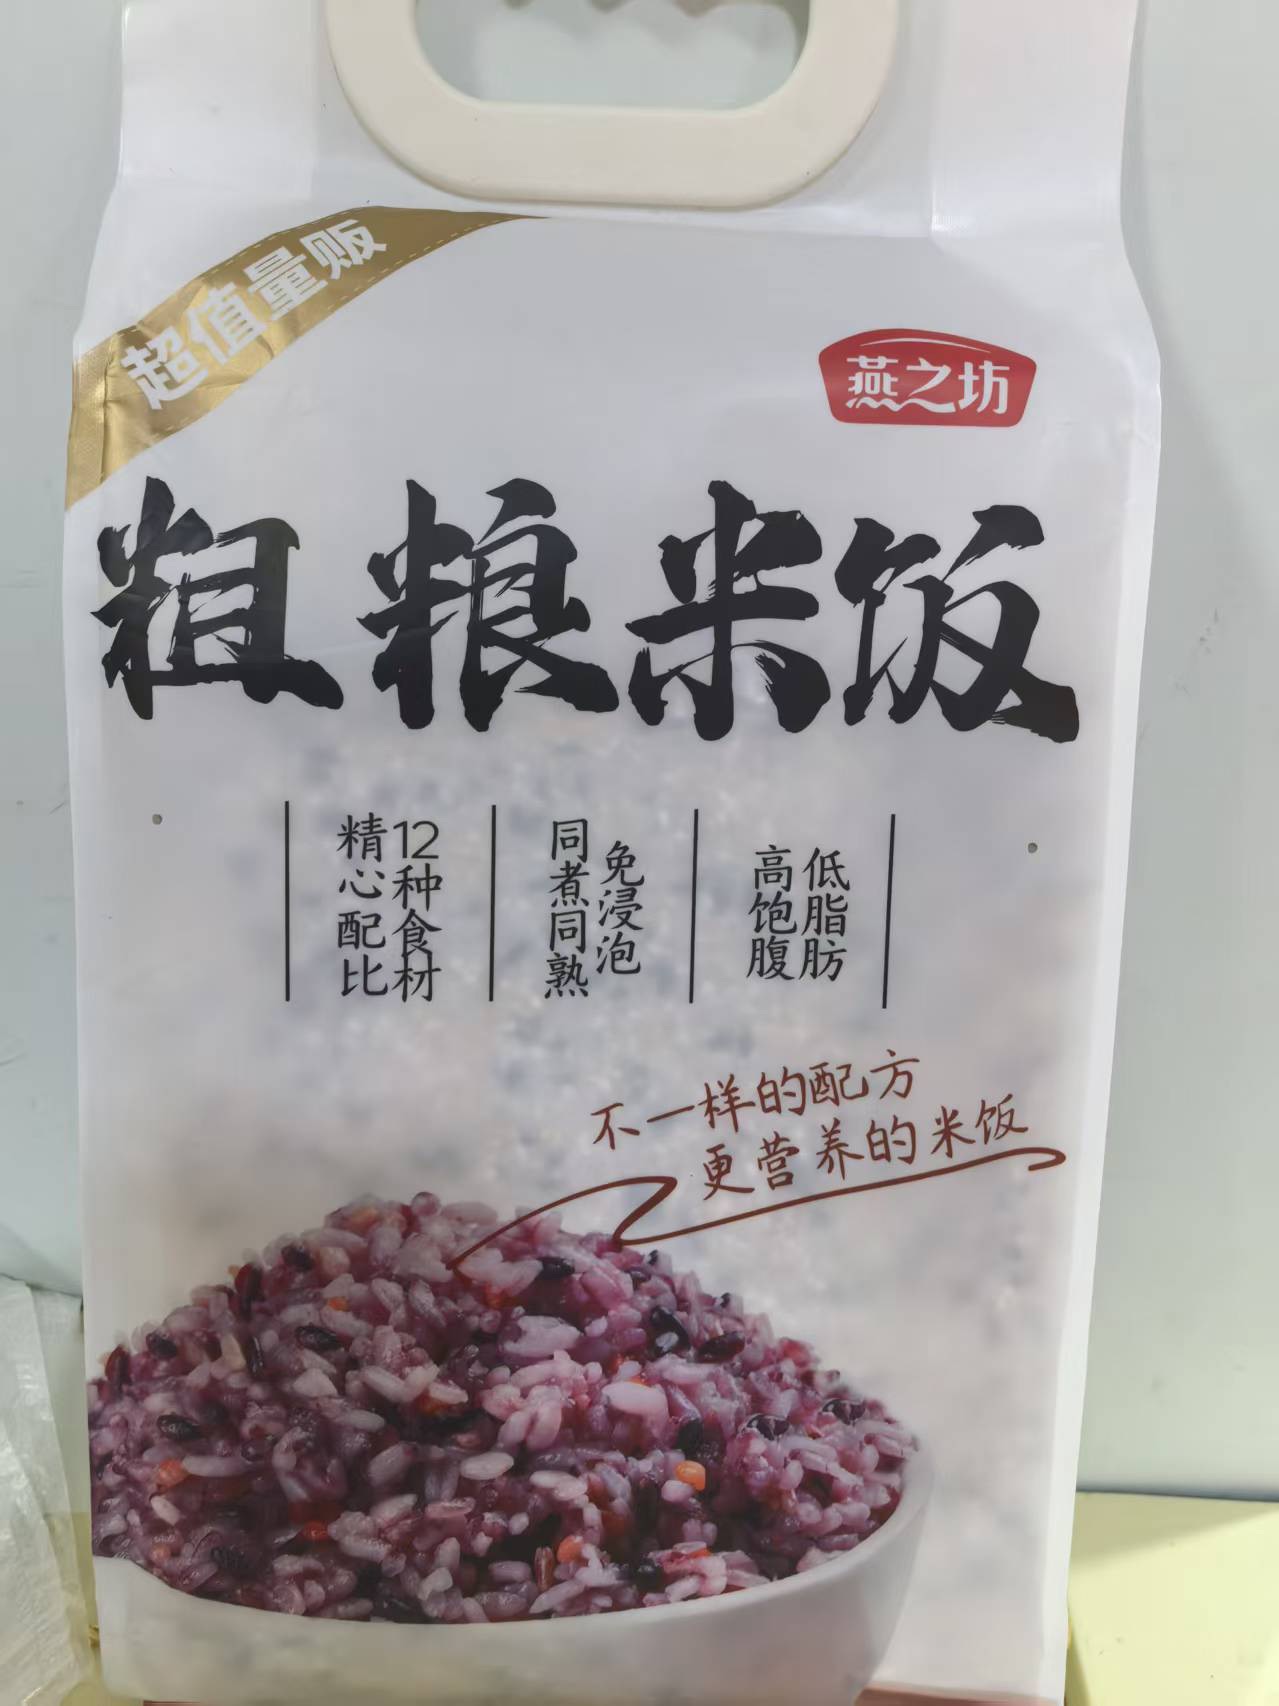 超值量贩
燕之坊
粗粮米饭
12种食材
精心配比
免浸泡
同煮同熟
低脂肪
高饱腹
不一样的配方
更营养的米饭